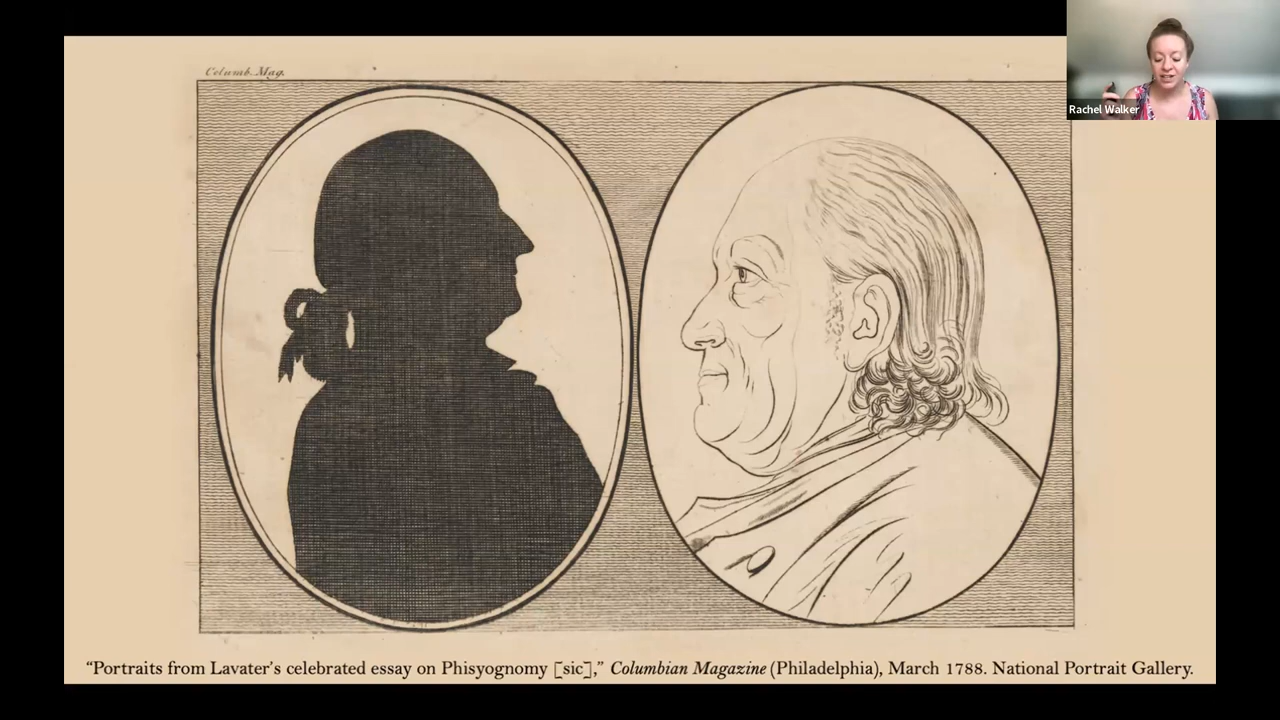 Columb. Mag.
Rachel Walker
“Portraits from Lavater’s celebrated essay on Phisyognomy [sic],” Columbian Magazine (Philadelphia), March 1788. National Portrait Gallery.